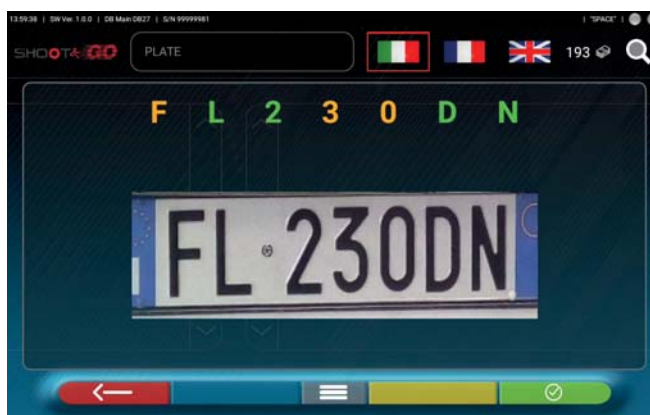 13:59:38 | SW Ver. 1.0.0 | DB Main DB27 | S/N 99999981 | "SPACE" |
SHOOT & GO PLATE 193
F L 2 3 0 D N
FL 230DN